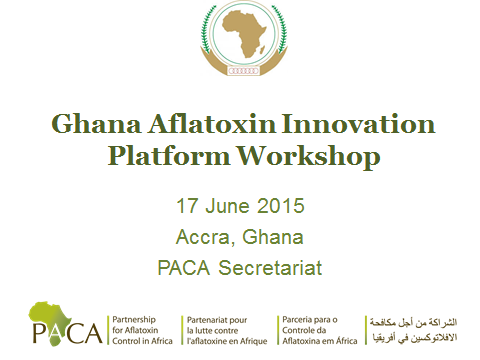 Ghana Aflatoxin Innovation
Platform Workshop
17 June 2015
Accra, Ghana
PACA Secretariat
PACA
Partnership
for Aflatoxin
Control in Africa
Partenariat pour
la lutte contre
l'aflatoxine en Afrique
Parceria para o
Controle da
Aflatoxina em África
الشراكة من أجل مكافحة
الافلاتوكسين في أفريقيا